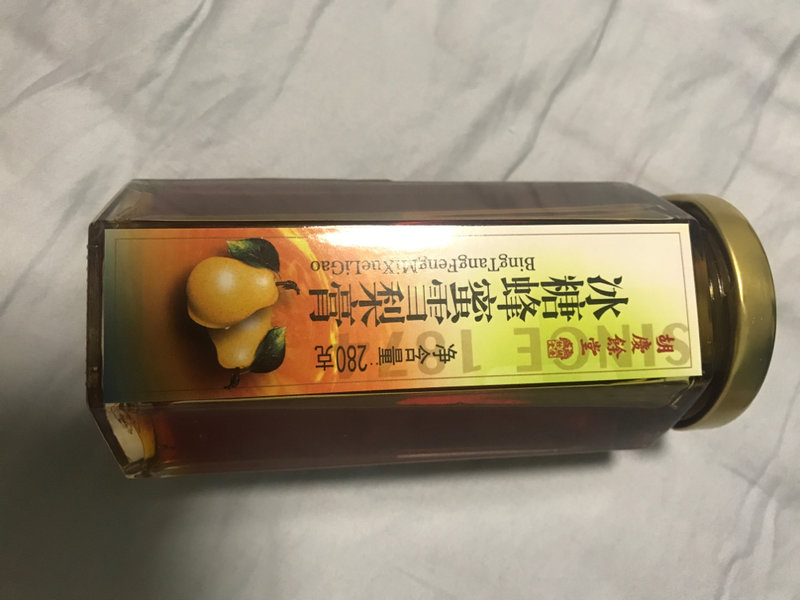 胡慶餘堂
SINCE 1874
冰糖蜂蜜雪梨膏
BingTangFengMiXueLiGao
净含量:280克